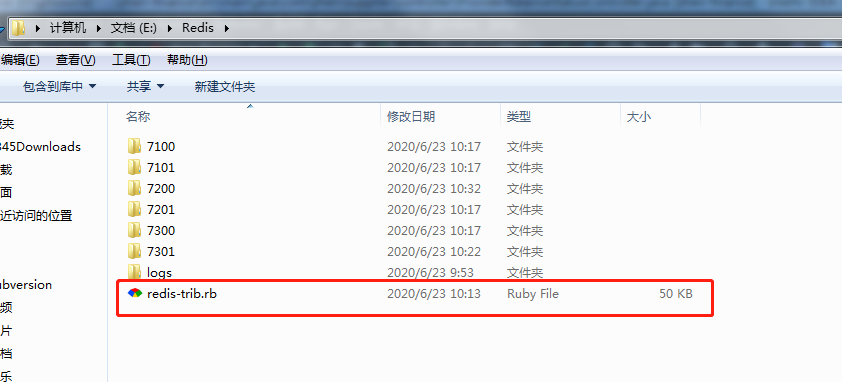 计算机 文档 (E:) Redis
编辑(E) 查看(V) 工具(T) 帮助(H)
包含到库中 共享 新建文件夹
名称 修改日期 类型 大小
7100 2020/6/23 10:17 文件夹
345Downloads
7101 2020/6/23 10:17 文件夹
载
7200 2020/6/23 10:32 文件夹
面
7201 2020/6/23 10:17 文件夹
近访问的位置
7300 2020/6/23 10:17 文件夹
7301 2020/6/23 10:22 文件夹
logs 2020/6/23 9:53 文件夹
ubversion
redis-trib.rb 2020/6/23 10:13 Ruby File 50 KB
频
片
档
乐